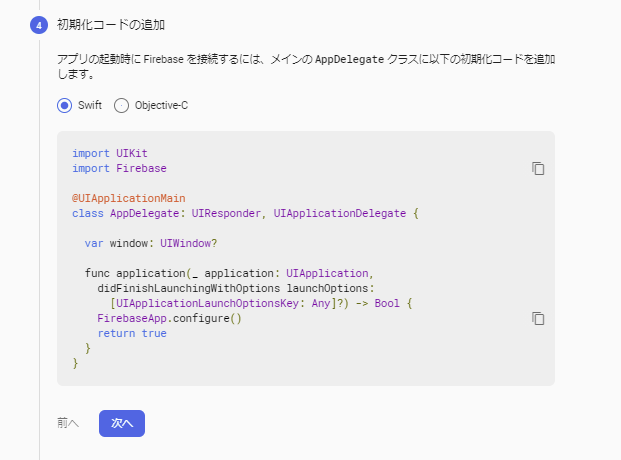 4 初期化コードの追加
アプリの起動時に Firebase を接続するには、メインの AppDelegate クラスに以下の初期化コードを追加
します。
Swift Objective-C
import UIKit
import Firebase
@UIApplicationMain
class AppDelegate: UIResponder, UIApplicationDelegate {
var window: UIWindow?
func application(_ application: UIApplication,
didFinishLaunchingWithOptions launchOptions:
[UIApplicationLaunchOptionsKey: Any]?) -> Bool {
FirebaseApp.configure()
return true
}
}
前へ 次へ